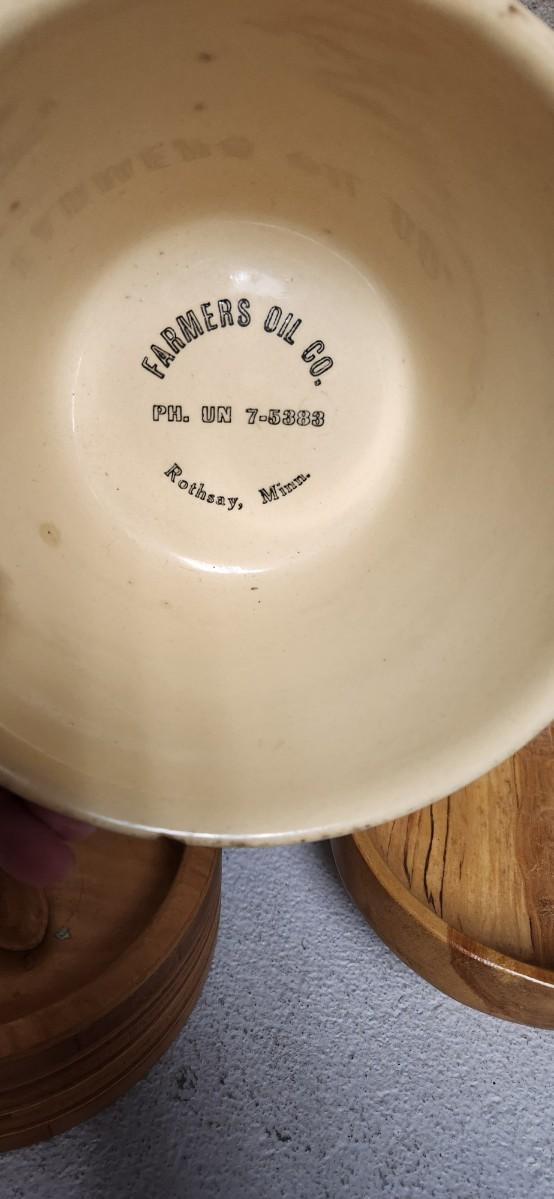 FARMERS OIL CO.
PH. UN 7-5383
Rothsay, Minn.